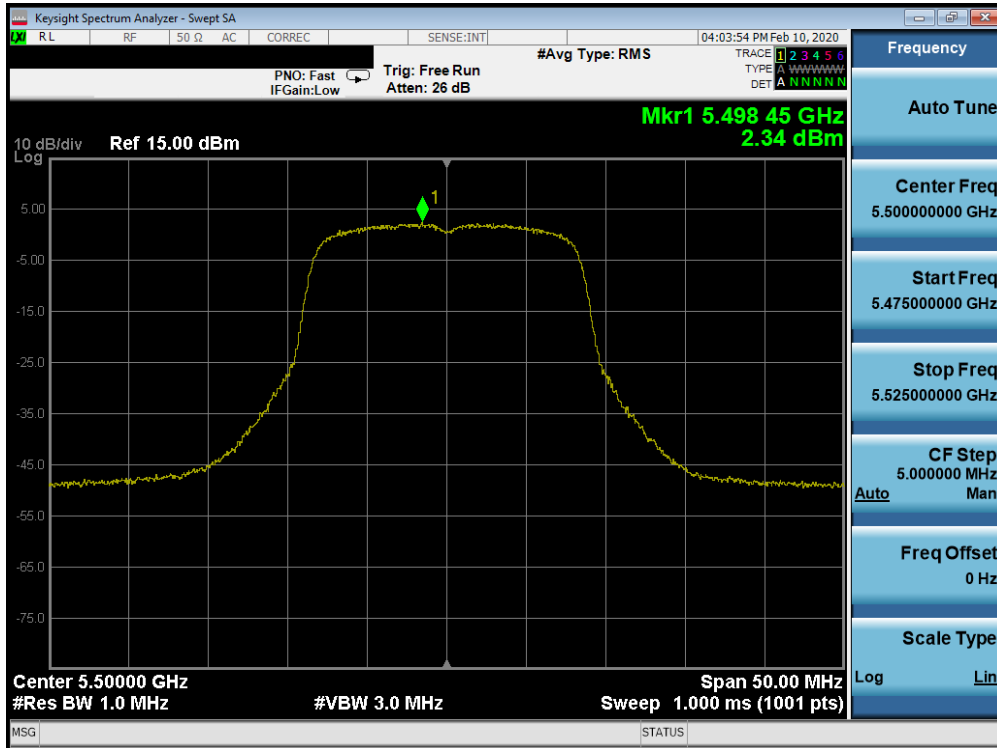 Keysight Spectrum Analyzer - Swept SA
LXI RL RF 50 Ω AC CORREC SENSE:INT 04:03:54 PM Feb 10, 2020
#Avg Type: RMS TRACE 1 2 3 4 5 6
PNO: Fast Trig: Free Run TYPE A WWWWW
IFGain:Low Atten: 26 dB DET A N N N N N
Mkr1 5.498 45 GHz
10 dB/div Ref 15.00 dBm 2.34 dBm
Log
1
5.00
-5.00
-15.0
-25.0
-35.0
-45.0
-55.0
-65.0
-75.0
Center 5.50000 GHz Span 50.00 MHz
#Res BW 1.0 MHz #VBW 3.0 MHz Sweep 1.000 ms (1001 pts)
MSG STATUS
Frequency
Auto Tune
Center Freq
5.500000000 GHz
Start Freq
5.475000000 GHz
Stop Freq
5.525000000 GHz
CF Step
5.000000 MHz
Auto Man
Freq Offset
0 Hz
Scale Type
Log Lin